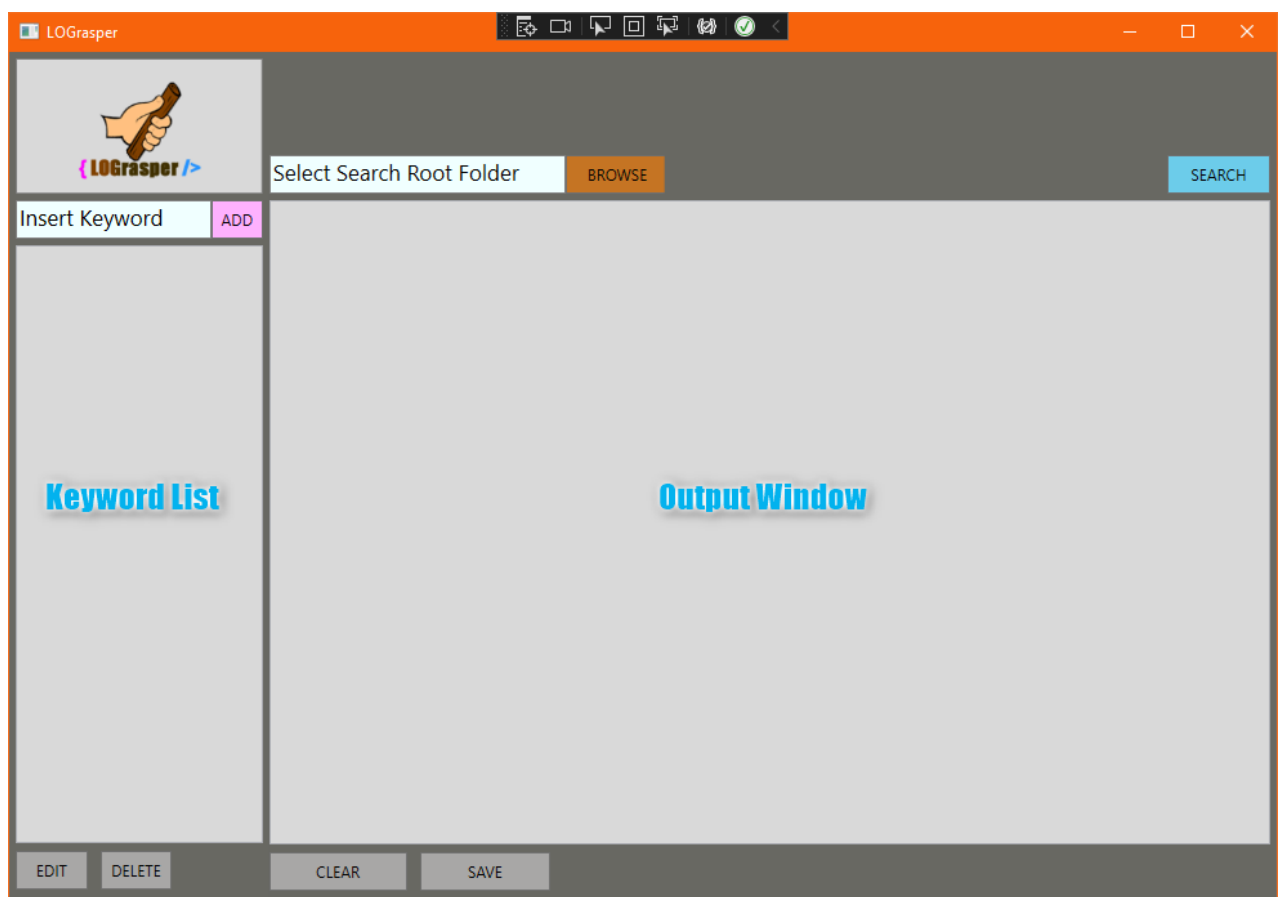 LOGrasper
{ LOGrasper />
Select Search Root Folder
BROWSE
SEARCH
Insert Keyword
ADD
Keyword List
Output Window
EDIT
DELETE
CLEAR
SAVE